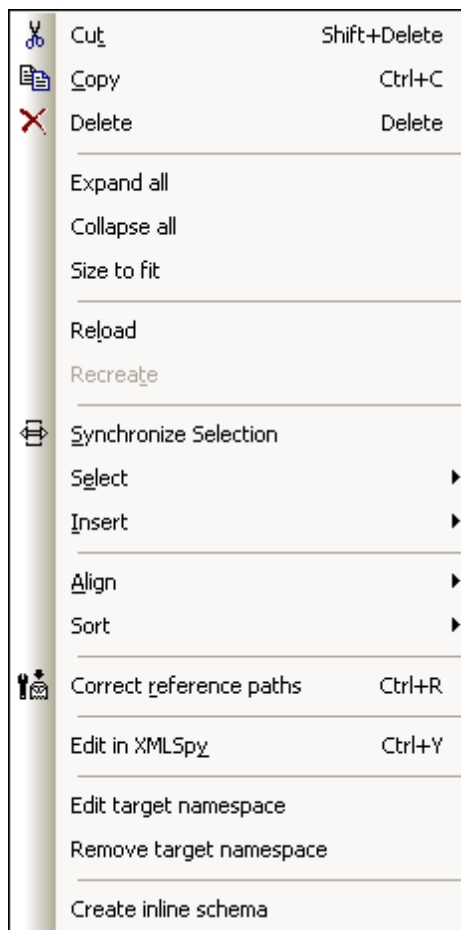 Cut Shift+Delete
Copy Ctrl+C
Delete Delete
Expand all
Collapse all
Size to fit
Reload
Recreate
Synchronize Selection
Select
Insert
Align
Sort
Correct reference paths Ctrl+R
Edit in XMLSpy Ctrl+Y
Edit target namespace
Remove target namespace
Create inline schema